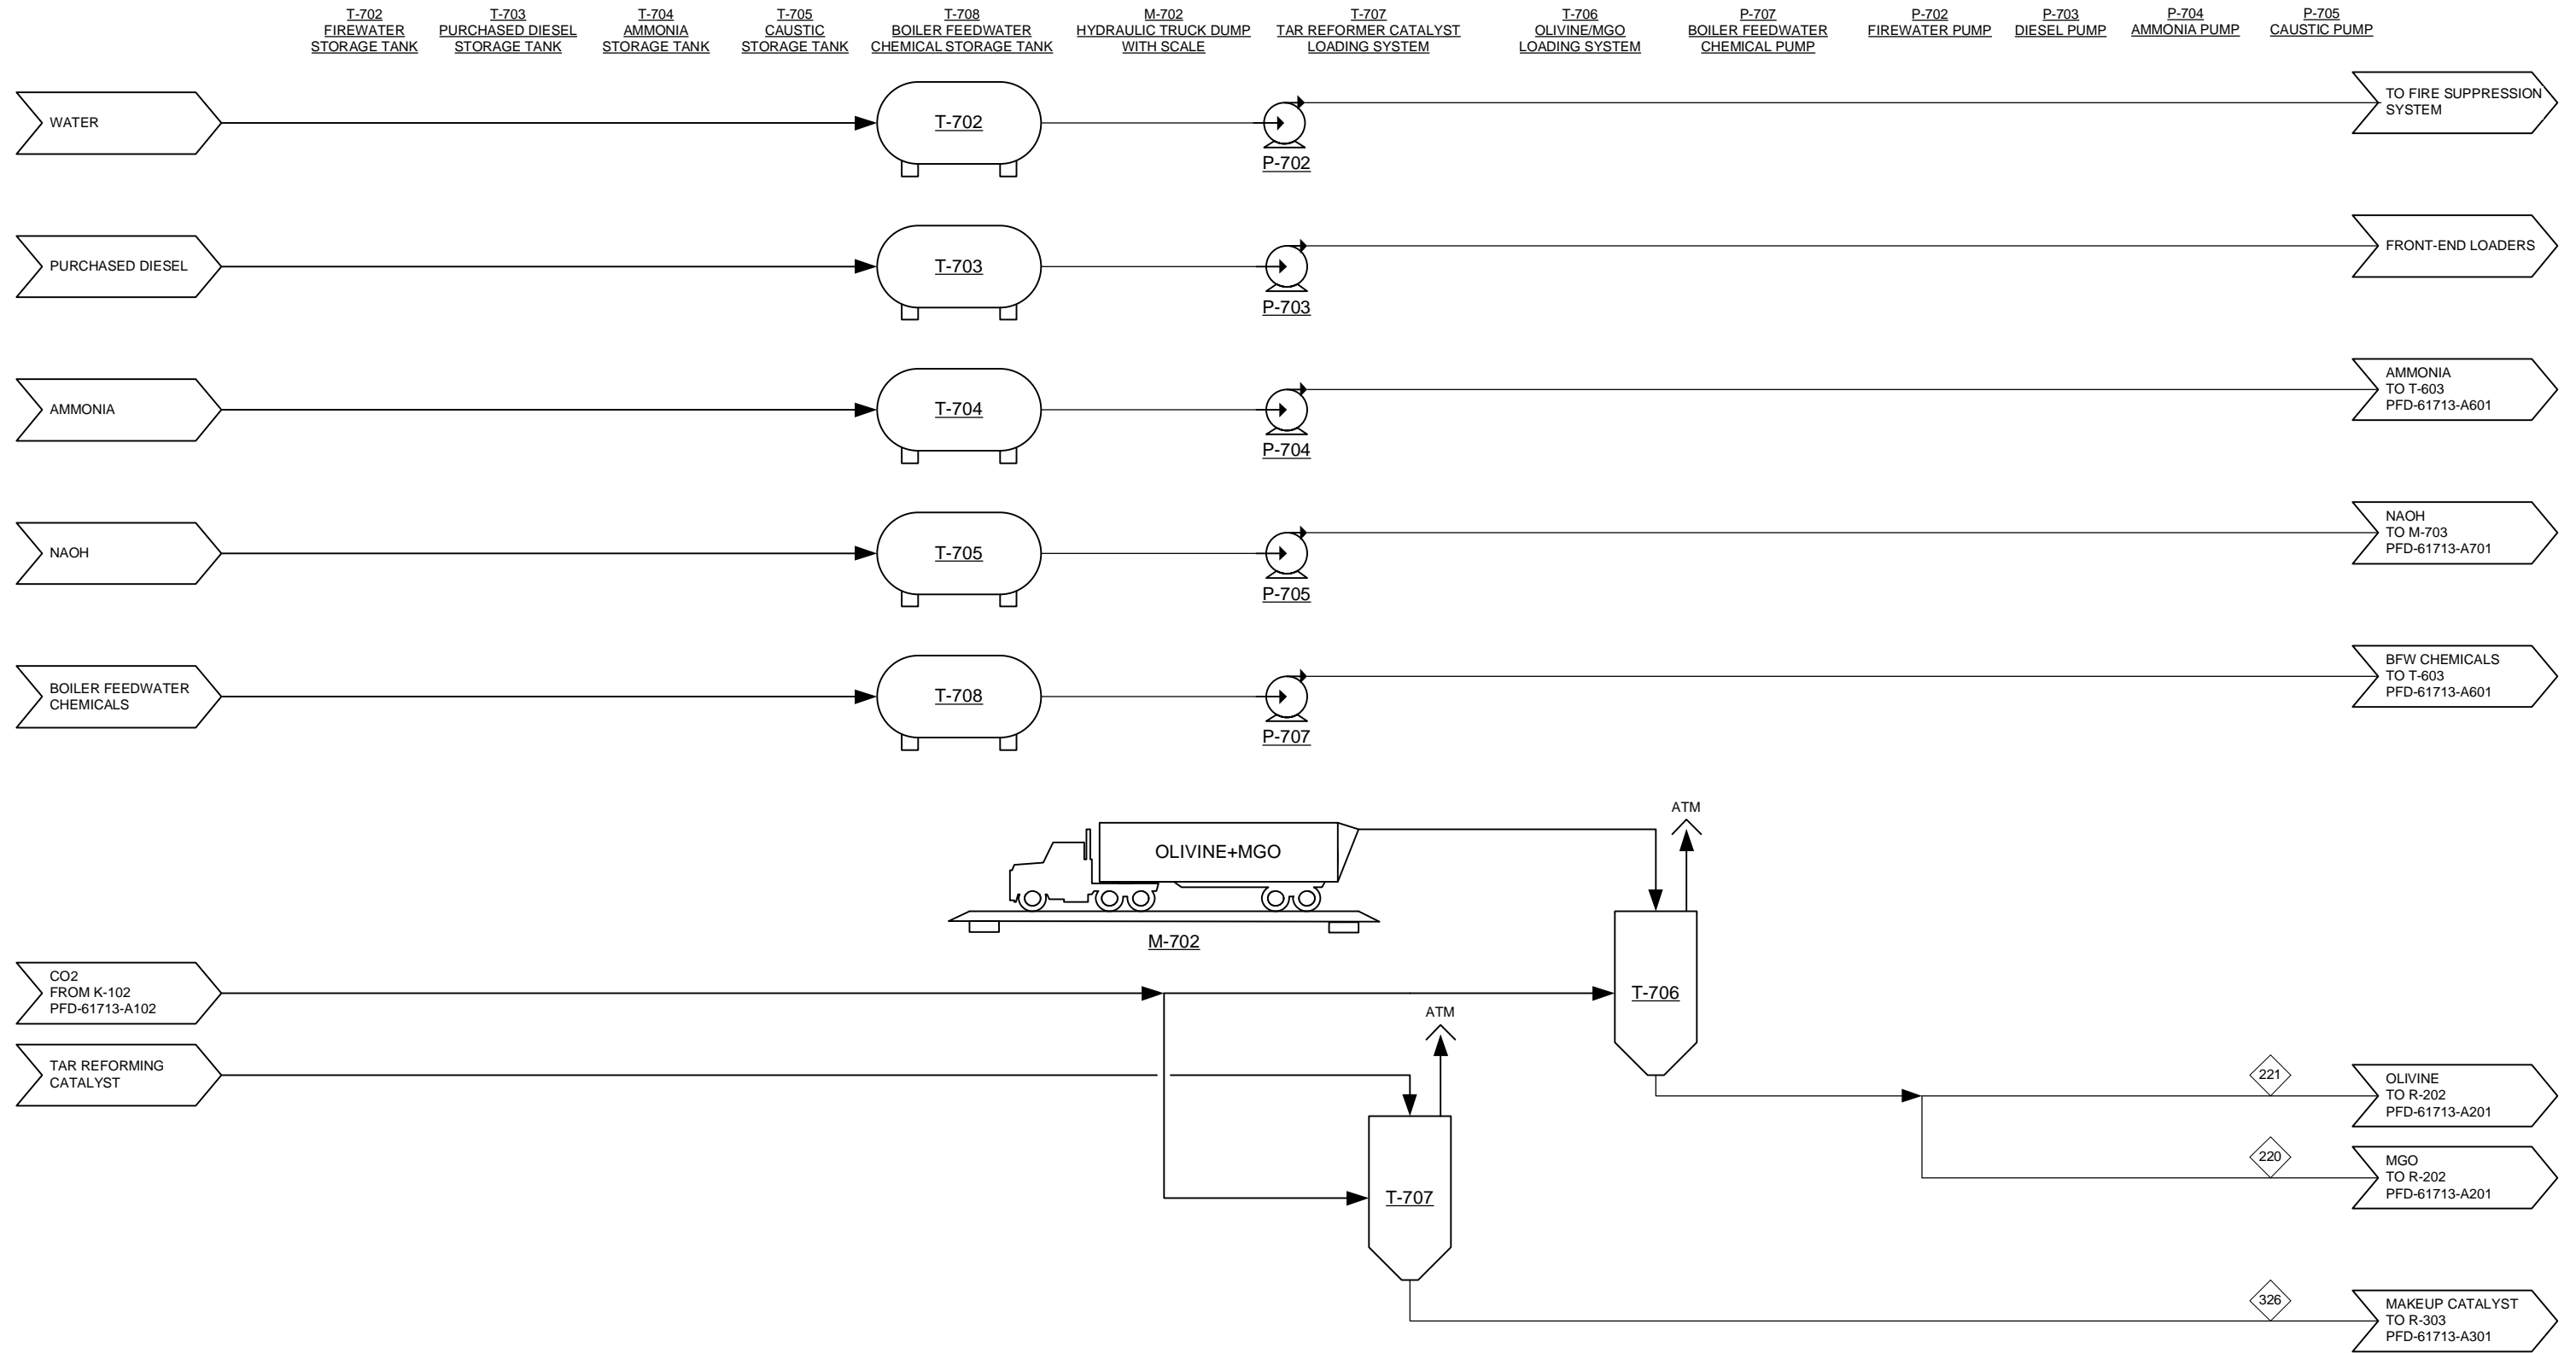 T-702
FIREWATER
STORAGE TANK
T-703
PURCHASED DIESEL
STORAGE TANK
T-704
AMMONIA
STORAGE TANK
T-705
CAUSTIC
STORAGE TANK
T-708
BOILER FEEDWATER
CHEMICAL STORAGE TANK
M-702
HYDRAULIC TRUCK DUMP
WITH SCALE
T-707
TAR REFORMER CATALYST
LOADING SYSTEM
T-706
OLIVINE/MGO
LOADING SYSTEM
P-707
BOILER FEEDWATER
CHEMICAL PUMP
P-702
FIREWATER PUMP
P-703
DIESEL PUMP
P-704
AMMONIA PUMP
P-705
CAUSTIC PUMP
WATER
T-702
P-702
TO FIRE SUPPRESSION
SYSTEM
PURCHASED DIESEL
T-703
P-703
FRONT-END LOADERS
AMMONIA
T-704
P-704
AMMONIA
TO T-603
PFD-61713-A601
NAOH
T-705
P-705
NAOH
TO M-703
PFD-61713-A701
BOILER FEEDWATER
CHEMICALS
T-708
P-707
BFW CHEMICALS
TO T-603
PFD-61713-A601
OLIVINE+MGO
M-702
ATM
CO2
FROM K-102
PFD-61713-A102
T-706
ATM
TAR REFORMING
CATALYST
T-707
221
OLIVINE
TO R-202
PFD-61713-A201
220
MGO
TO R-202
PFD-61713-A201
326
MAKEUP CATALYST
TO R-303
PFD-61713-A301